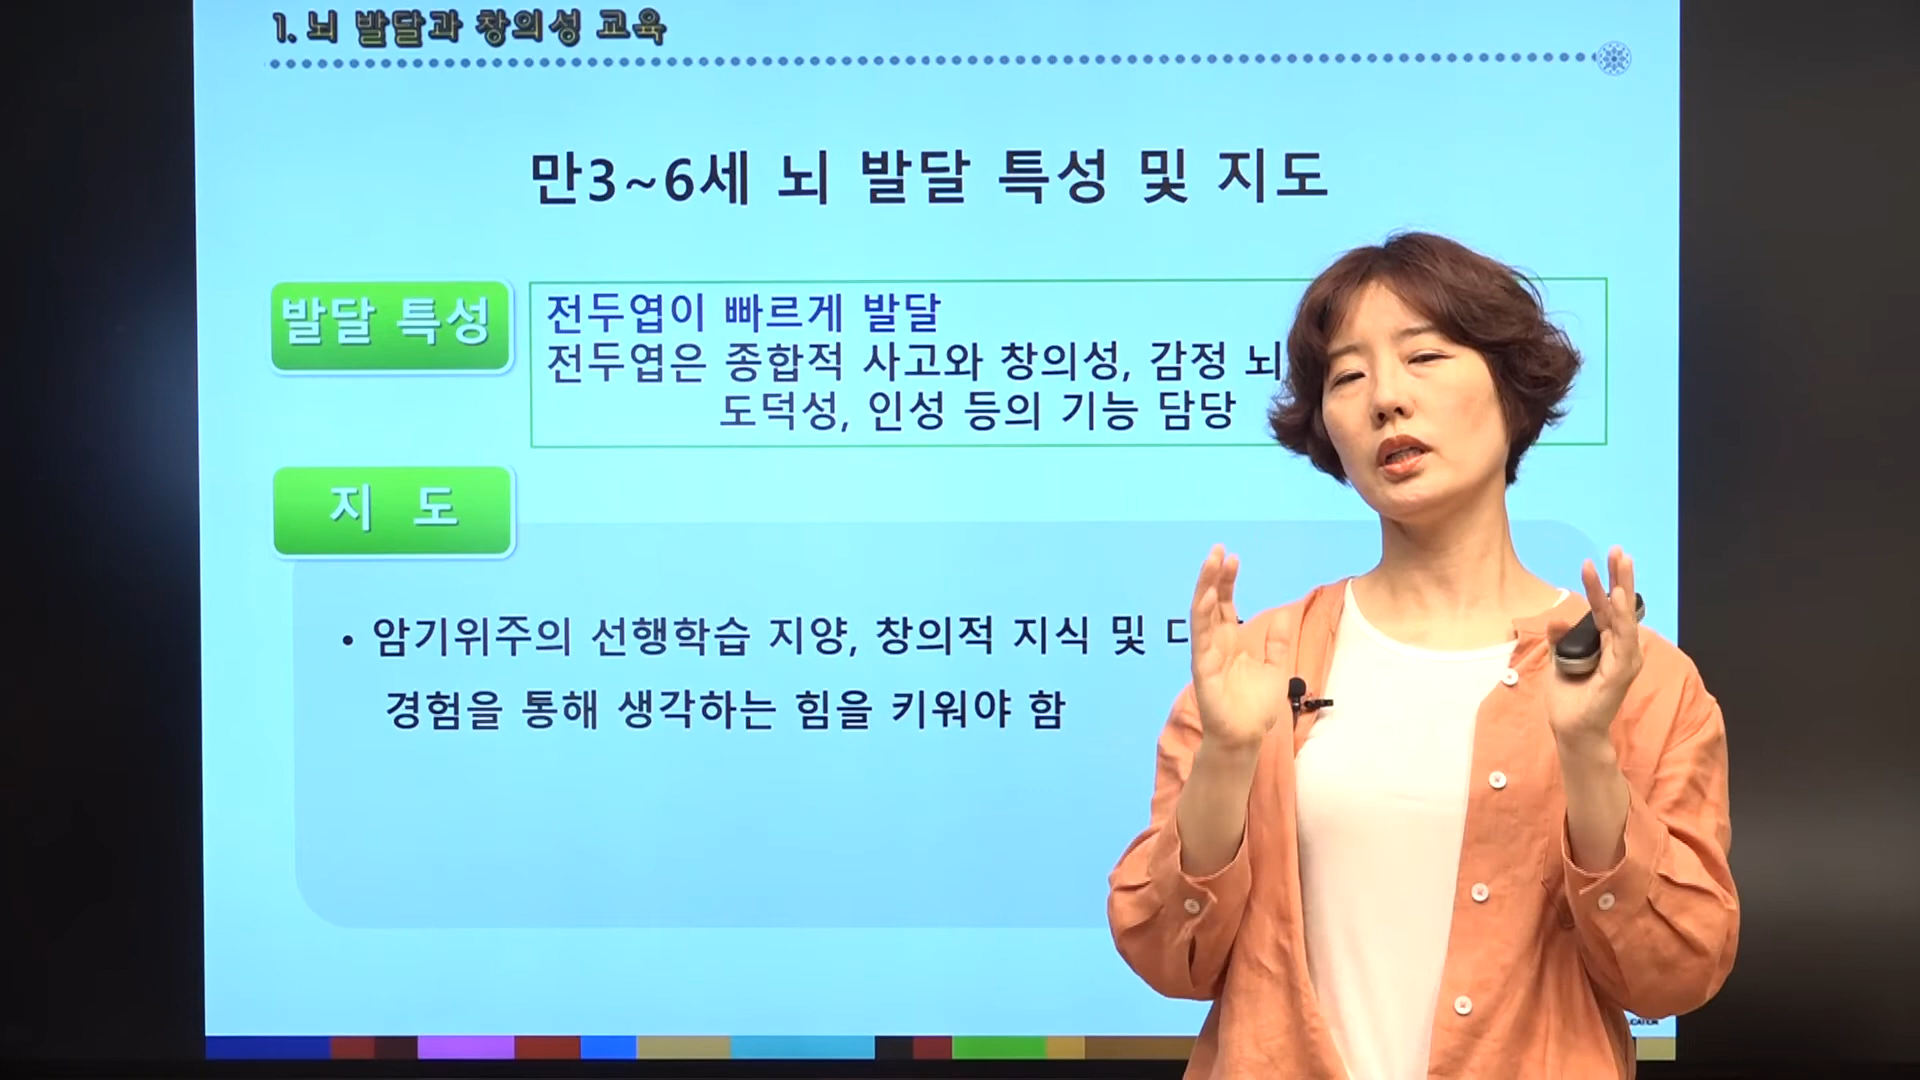 1. 뇌 발달과 창의성 교육
만3~6세 뇌 발달 특성 및 지도
발달 특성
전두엽이 빠르게 발달
전두엽은 종합적 사고와 창의성, 감정 뇌
도덕성, 인성 등의 기능 담당
지 도
• 암기위주의 선행학습 지양, 창의적 지식 및
경험을 통해 생각하는 힘을 키워야 함